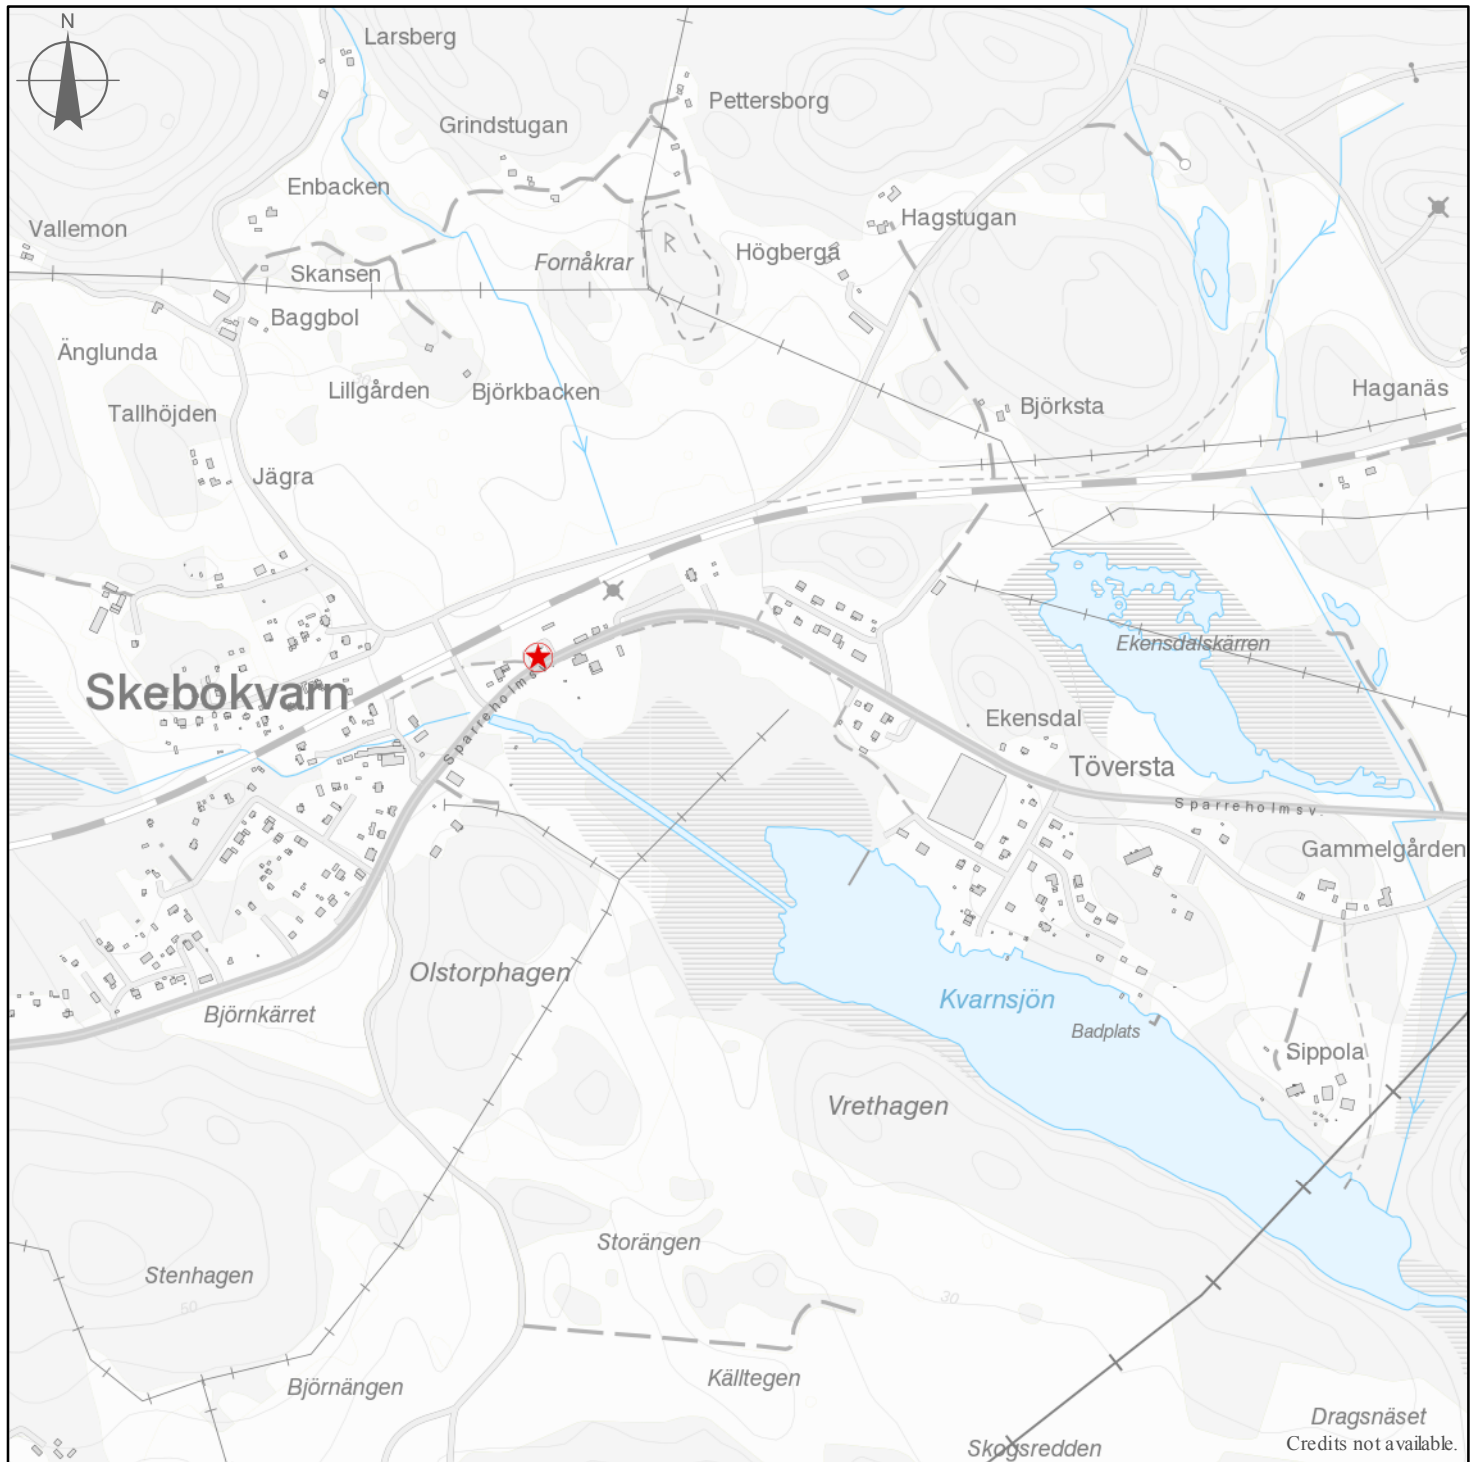 N
Larsberg
Pettersborg
Grindstugan
Enbacken
Hagstugan
Vallemon
Högberga
Fornåkrar
R
Skansen
Baggbol
Änglunda
Lillgården
Björkbacken
Haganäs
Tallhöjden
Björksta
Jägra
Ekensdalskärren
Skebokvarn
Sparreholmsv.
Ekensdal
Töversta
Sparreholmsv.
Gammelgården
Olstorphagen
Kvarnsjön
Björnkärret
Badplats
Sippola
Vrethagen
Storängen
Stenhagen
60
30
Källtegen
Björnängen
Dragsnäset
Skogsredden
Credits not available.